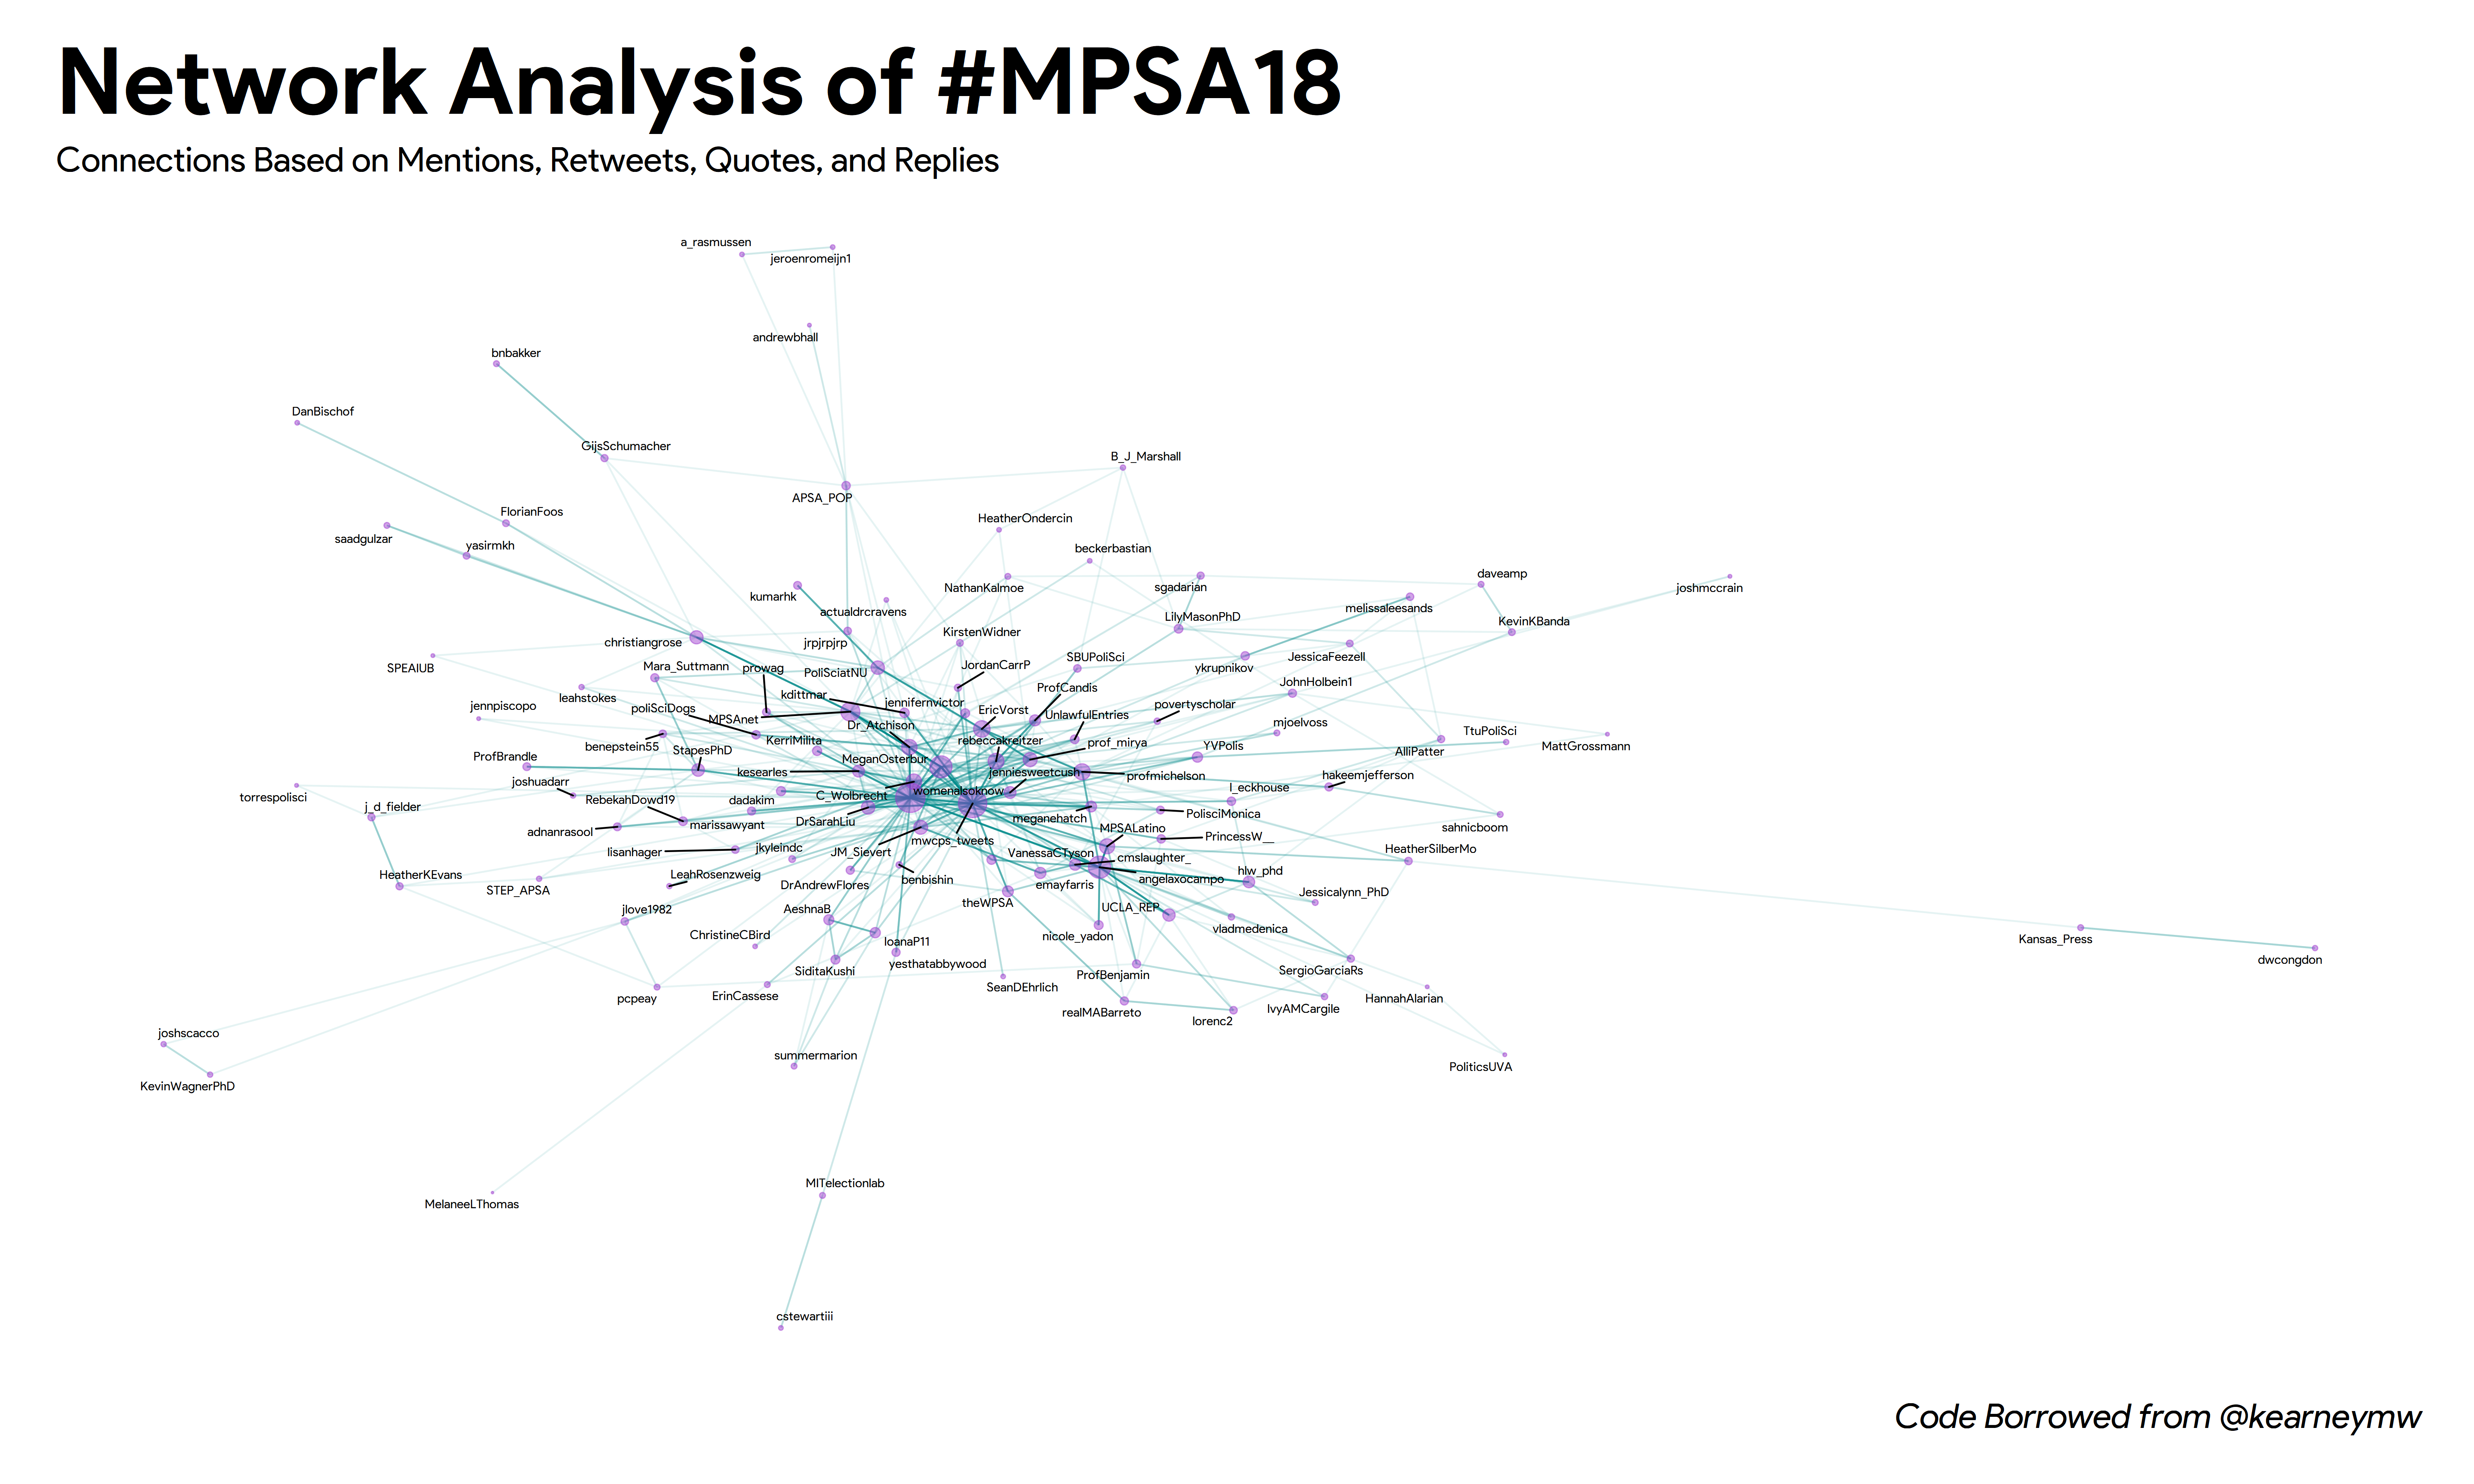 Network Analysis of #MPSA18
Connections Based on Mentions, Retweets, Quotes, and Replies
a_rasmussen
jeroenromeijn1
andrewbhall
bnbakker
DanBischof
GijsSchumacher
B_J_Marshall
APSA_POP
FlorianFoos
HeatherOndercin
saadgulzar
yasirmkh
beckerbastian
daveamp
NathanKalmoe
sgadarian
joshmccrain
kumarhk
actualdrcravens
melissaleesands
LilyMasonPhD
KevinKBanda
christiangrose
jrpjrpjrp
KirstenWidner
SPEAIUB
Mara_Suttmann
prowag
PoliSciatNU
JordanCarrP
SBUPoliSci
ykrupnikov
JessicaFeezell
leahstokes
kdittmar
ProfCandis
JohnHolbein1
jennpiscopo
poliSciDogs
MPSAnet
jennifernvictor
EricVorst
UnlawfulEntries
povertyscholar
mjoelvoss
Dr_Atchison
TtuPoliSci
benepstein55
StapesPhD
KerriMilita
rebeccakreitzer
prof_mirya
YVPolis
AlliPatter
MattGrossmann
ProfBrandle
MeganOsterbur
joshuadarr
kesearles
jenniesweetcush
profmichelson
hakeemjefferson
torrespolisci
j_d_fielder
RebekahDowd19
dadakim
C_Wolbrecht
womenalsoknow
l_eckhouse
adnanrasool
marissawyant
DrSarahLiu
meganehatch
PolisciMonica
MPSALatino
sahnicboom
lisanhager
jkyleindc
JM_Sievert
mwcps_tweets
VanessaCTyson
cmslaughter_
PrincessW__
HeatherSilberMo
HeatherKEvans
STEP_APSA
LeahRosenzweig
DrAndrewFlores
benbishin
emayfarris
angelaxocampo
hlw_phd
Jessicalynn_PhD
jlove1982
AeshnaB
theWPSA
UCLA_REP
ChristineCBird
IoanaP11
nicole_yadon
vladmedenica
Kansas_Press
dwcongdon
SiditaKushi
yesthatabbywood
ProfBenjamin
SergioGarciaRs
pcpeay
ErinCassese
SeanDEhrlich
realMABarreto
lorenc2
IvyAMCargile
HannahAlarian
joshscacco
KevinWagnerPhD
summermarion
PoliticsUVA
MelaneeLThomas
MITelectionlab
cstewartiii
Code Borrowed from @kearneymw